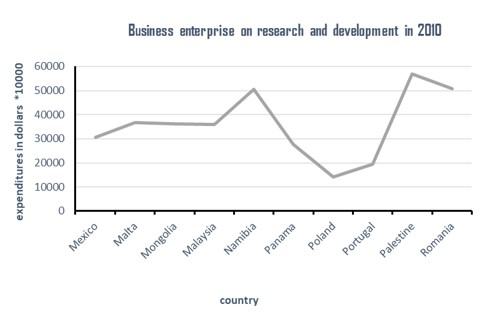 Business enterprise on research and development in 2010
expenditures in dollars *10000
60000
50000
40000
30000
20000
10000
0
Mexico
Malta
Mongolia
Malaysia
Namibia
Panama
Poland
Portugal
Palestine
Romania
country